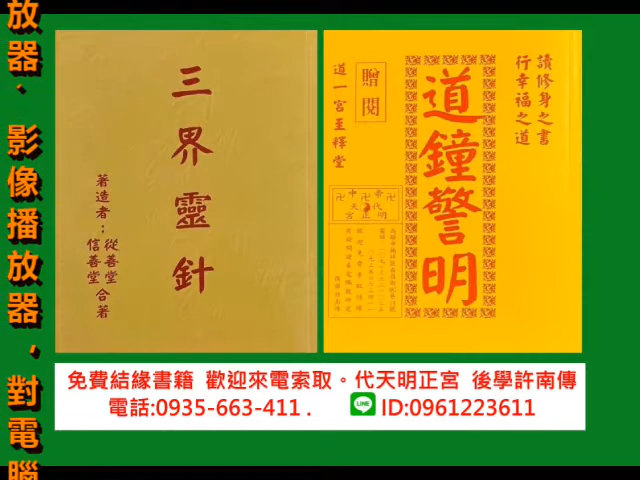 放器·影像播放器,對電腦
三界靈針
著造者:從善堂
信善堂 合著
讀修身之書
行幸福之道
道鐘警明
贈閱
道一宮至釋堂
免費結緣書籍 歡迎來電索取。代天明正宮 後學許南傳
電話:0935-663-411.
LINE ID:0961223611